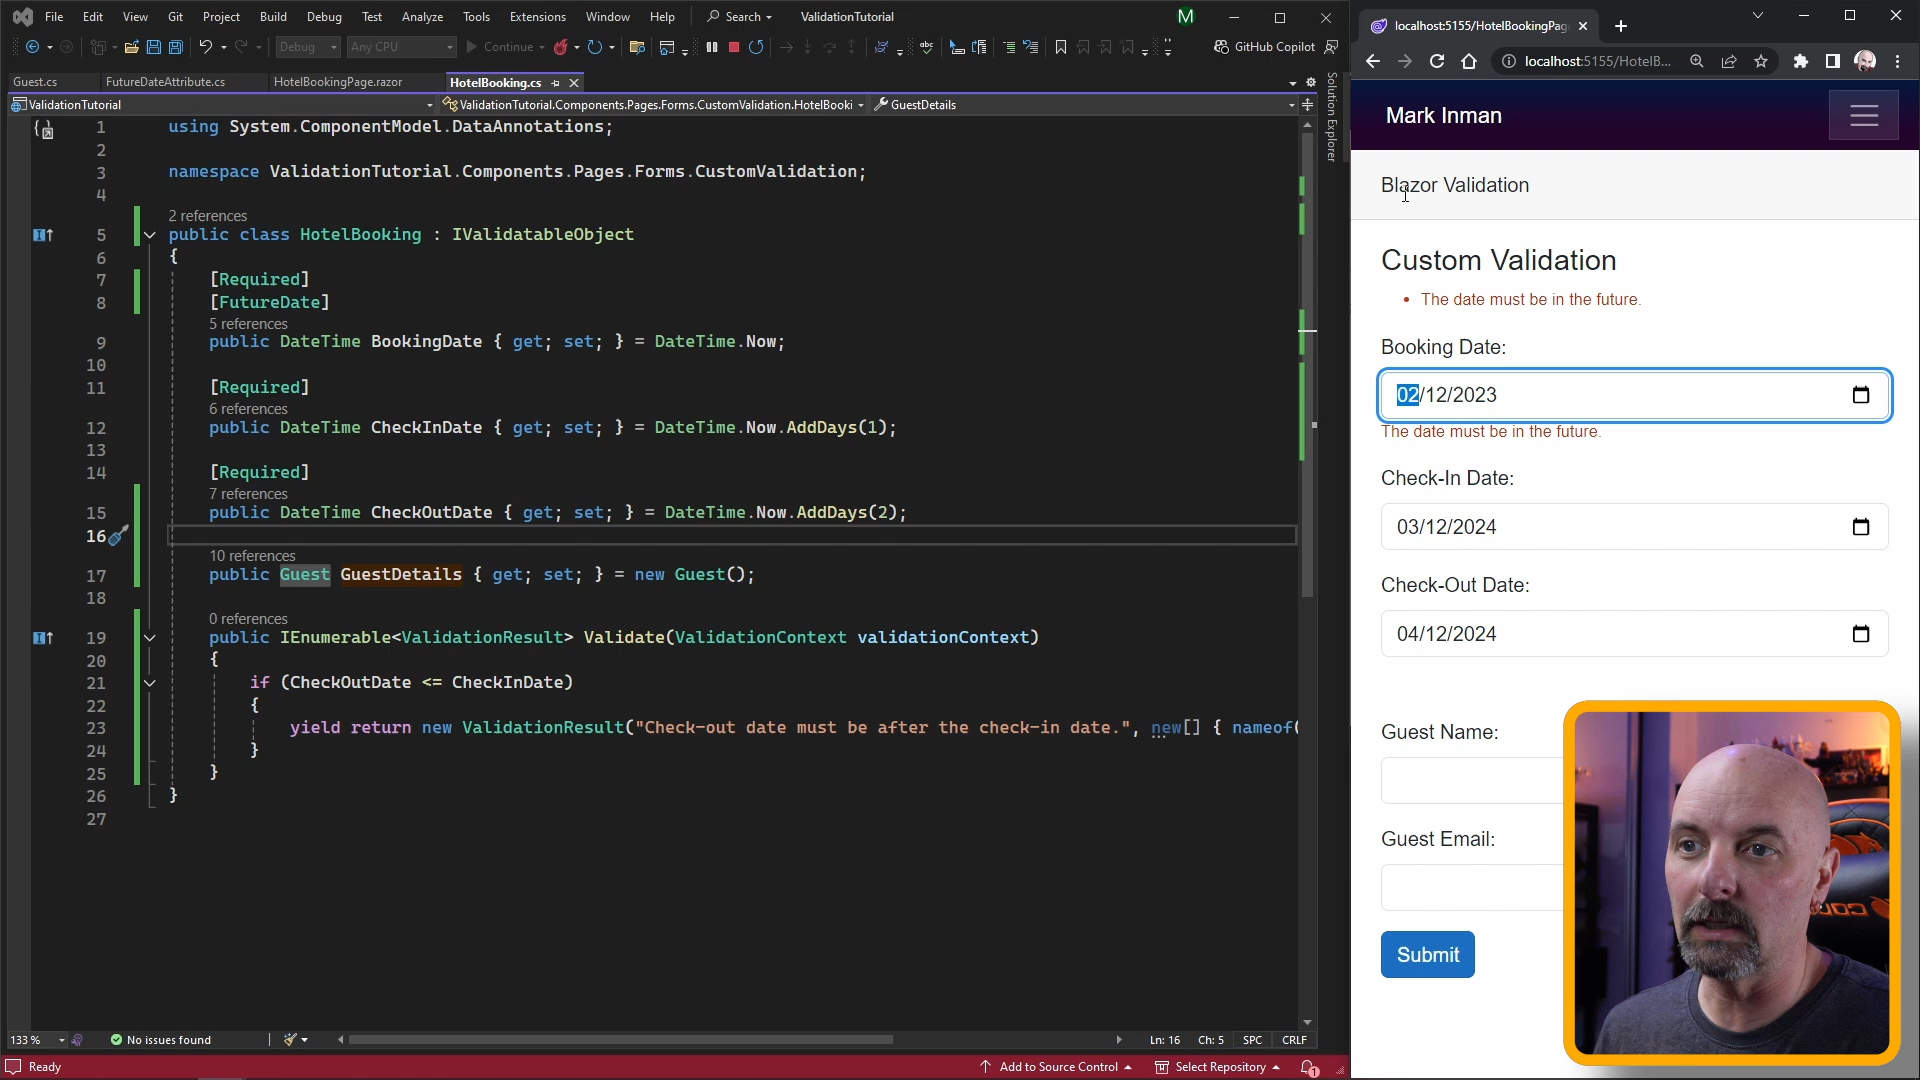 File Edit View Git Project Build Debug Test Analyze Tools Extensions Window Help Search ValidationTutorial M
Debug Any CPU Continue abc GitHub Copilot
Guest.cs FutureDateAttribute.cs HotelBookingPage.razor HotelBooking.cs
ValidationTutorial ValidationTutorial.Components.Pages.Forms.CustomValidation.HotelBooki GuestDetails
Solution Explorer
1 using System.ComponentModel.DataAnnotations;
2
3 namespace ValidationTutorial.Components.Pages.Forms.CustomValidation;
4
2 references
5 public class HotelBooking : IValidatableObject
6 {
7 [Required]
8 [FutureDate]
5 references
9 public DateTime BookingDate { get; set; } = DateTime.Now;
10
11 [Required]
6 references
12 public DateTime CheckInDate { get; set; } = DateTime.Now.AddDays(1);
13
14 [Required]
7 references
15 public DateTime CheckOutDate { get; set; } = DateTime.Now.AddDays(2);
16
10 references
17 public Guest GuestDetails { get; set; } = new Guest();
18
0 references
19 public IEnumerable<ValidationResult> Validate(ValidationContext validationContext)
20 {
21 if (CheckOutDate <= CheckInDate)
22 {
23 yield return new ValidationResult("Check-out date must be after the check-in date.", new[] { nameof(
24 }
25 }
26 }
27
133 % No issues found Ln: 16 Ch: 5 SPC CRLF
Ready Add to Source Control Select Repository 1
localhost:5155/HotelBookingPag
localhost:5155/HotelB...
Mark Inman
Blazor Validation
Custom Validation
• The date must be in the future.
Booking Date:
02/12/2023
The date must be in the future.
Check-In Date:
03/12/2024
Check-Out Date:
04/12/2024
Guest Name:
Guest Email:
Submit